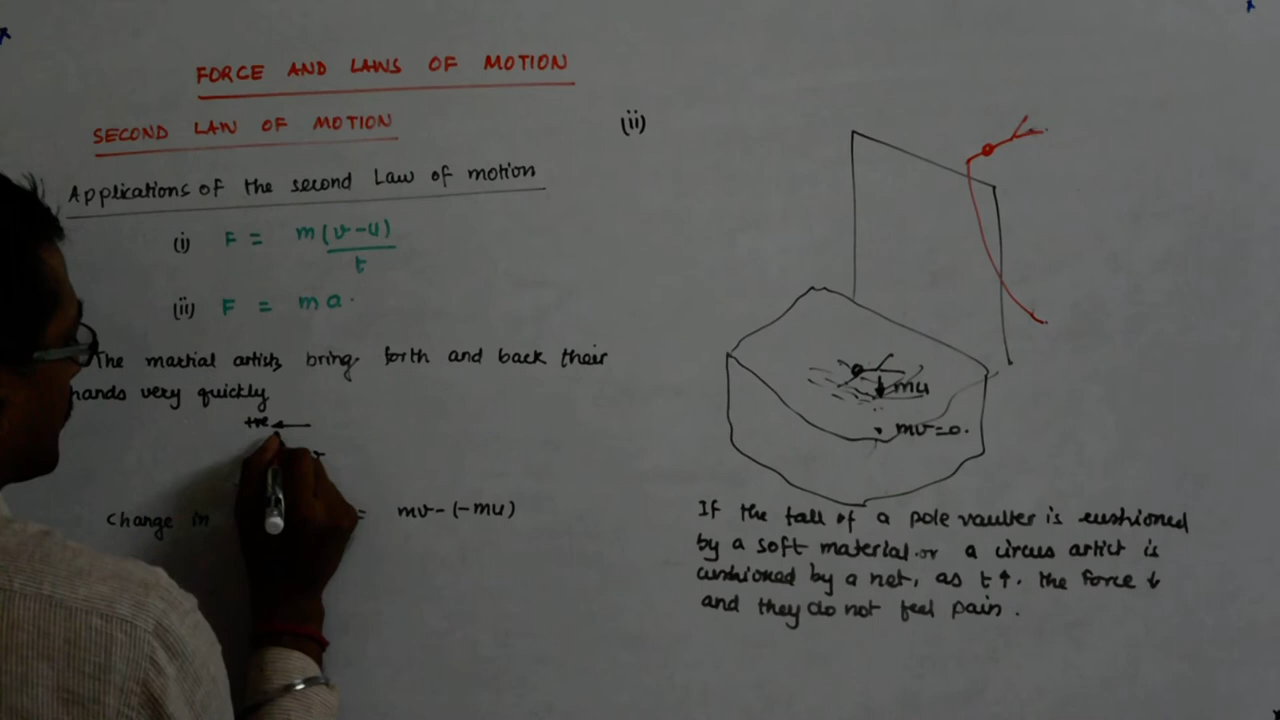 FORCE AND LAWS OF MOTION
SECOND LAW OF MOTION
Applications of the second Law of motion
(i) F = m(v-u)/t
(ii) F = ma.
The martial artists bring forth and back their
hands very quickly
+ve ←
v
Change in = mv-(-mu)
(ii)
mu
mv=0.
If the fall of a pole vaulter is cushioned
by a soft material or a circus artist is
cushioned by a net, as t↑. the force ↓
and they do not feel pain.